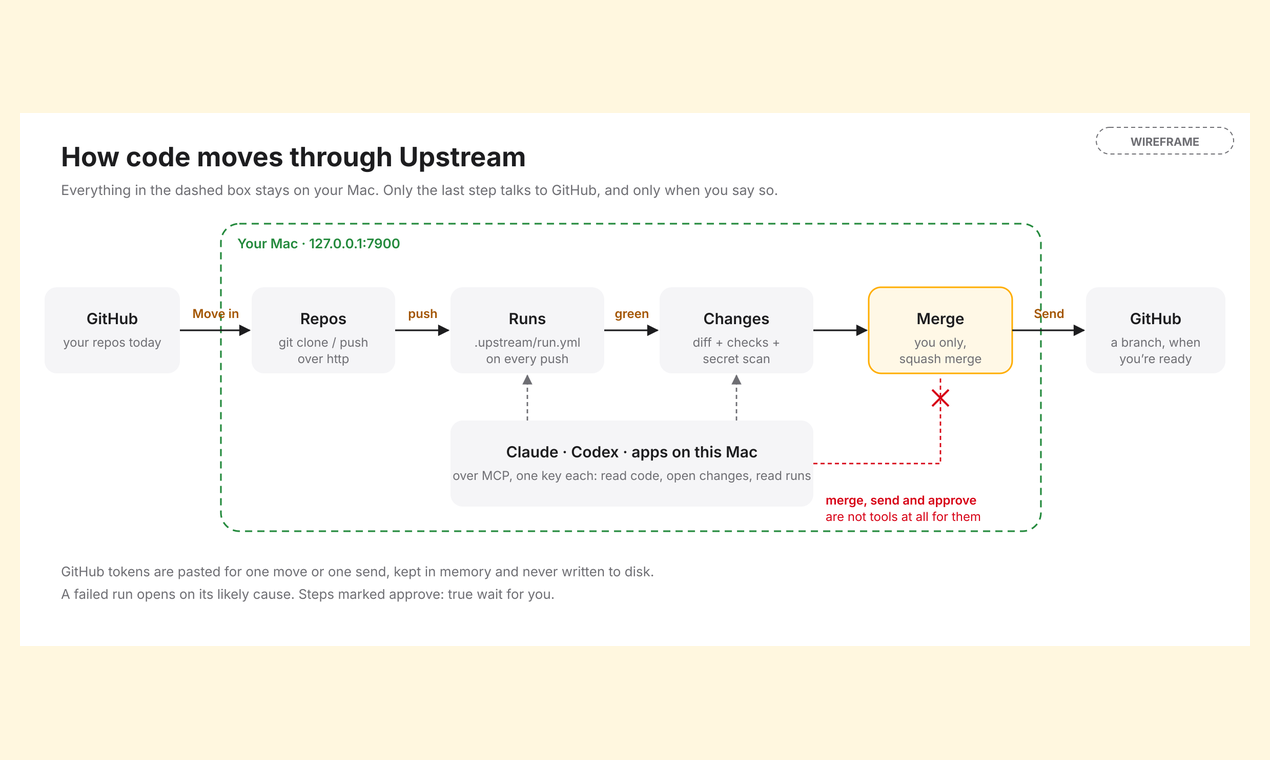 WIREFRAME
How code moves through Upstream
Everything in the dashed box stays on your Mac. Only the last step talks to GitHub, and only when you say so.
Your Mac · 127.0.0.1:7900
GitHub
your repos today
Move in
Repos
git clone / push
over http
push
Runs
.upstream/run.yml
on every push
green
Changes
diff + checks +
secret scan
Merge
you only,
squash merge
Send
GitHub
a branch, when
you’re ready
Claude · Codex · apps on this Mac
over MCP, one key each: read code, open changes, read runs
merge, send and approve
are not tools at all for them
GitHub tokens are pasted for one move or one send, kept in memory and never written to disk.
A failed run opens on its likely cause. Steps marked approve: true wait for you.